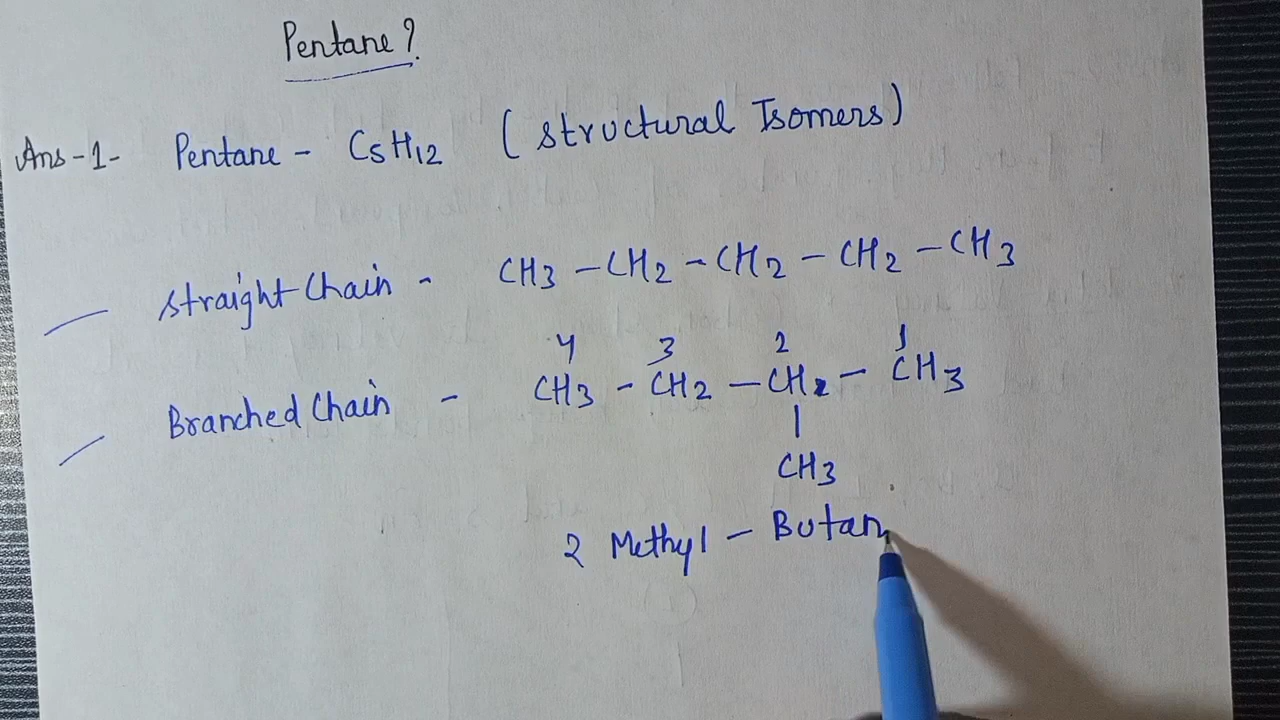 Pentane?
Ans-1- Pentane - C5H12 (Structural Isomers)
Straight Chain - CH3 - CH2 - CH2 - CH2 - CH3
4 3 2 1
Branched Chain - CH3 - CH2 - CH2 - CH3
|
CH3
2 Methyl - Butan